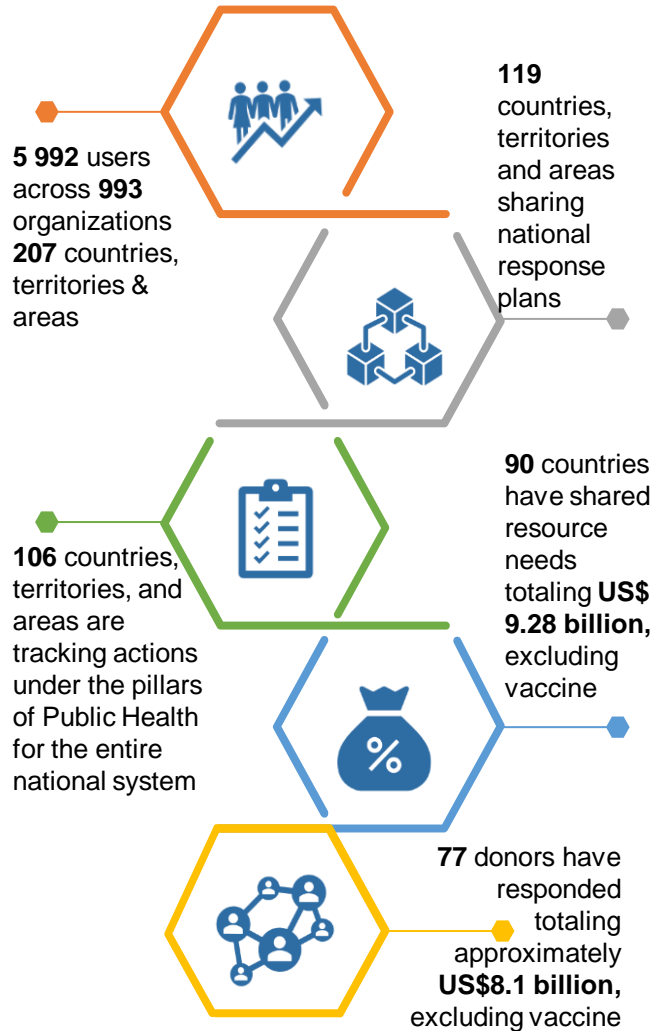 5 992 users
across 993
organizations
207 countries,
territories &
areas
119
countries,
territories
and areas
sharing
national
response
plans
106 countries,
territories, and
areas are
tracking actions
under the pillars
of Public Health
for the entire
national system
90 countries
have shared
resource
needs
totaling US$
9.28 billion,
excluding
vaccine
%
77 donors have
responded
totaling
approximately
US$8.1 billion,
excluding vaccine